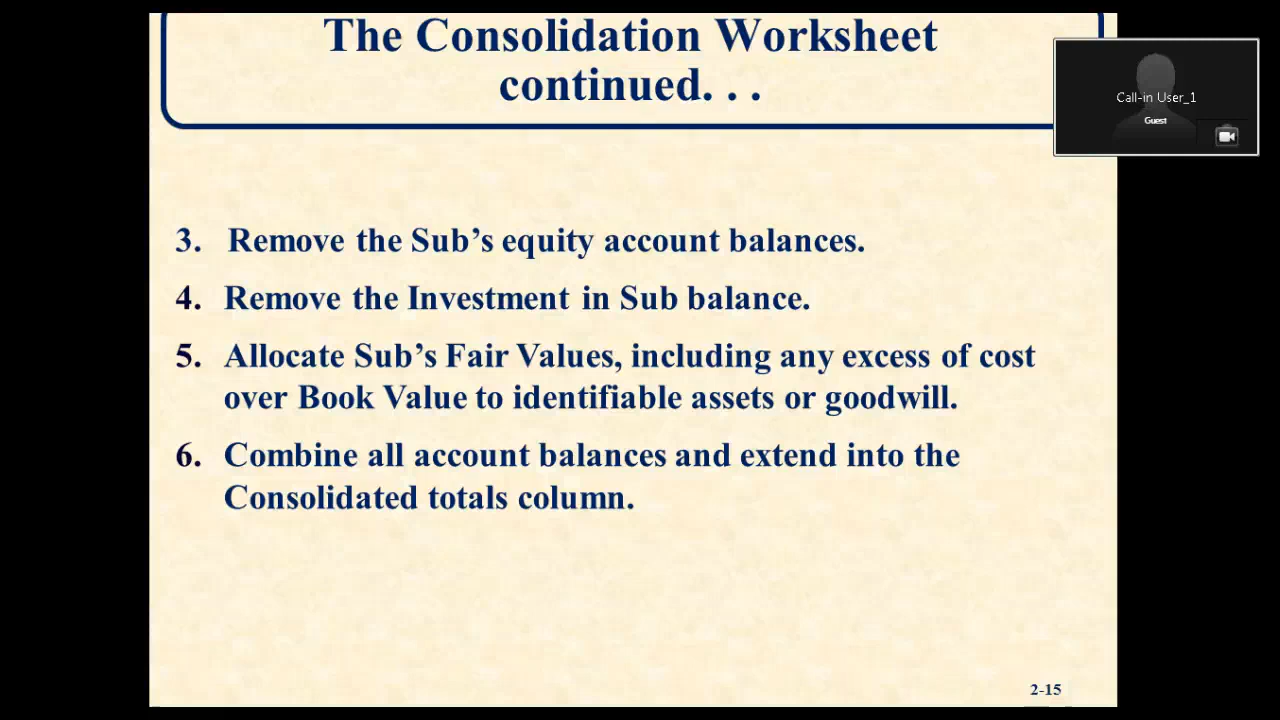 The Consolidation Worksheet
continued. . .
Call-in User_1
Guest
3. Remove the Sub’s equity account balances.
4. Remove the Investment in Sub balance.
5. Allocate Sub’s Fair Values, including any excess of cost
over Book Value to identifiable assets or goodwill.
6. Combine all account balances and extend into the
Consolidated totals column.
2-15